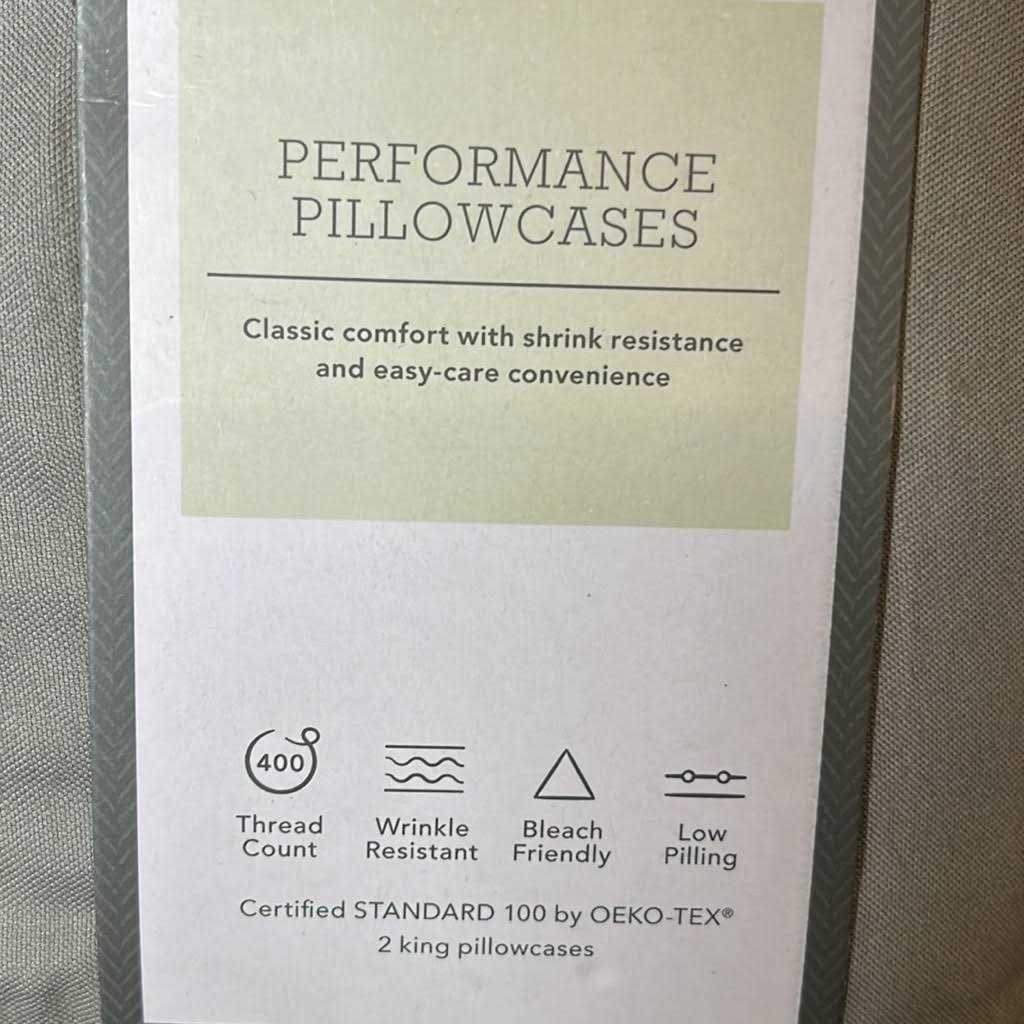 PERFORMANCE
PILLOWCASES
Classic comfort with shrink resistance
and easy-care convenience
400
Thread
Count
Wrinkle
Resistant
Bleach
Friendly
Low
Pilling
Certified STANDARD 100 by OEKO-TEX®
2 king pillowcases